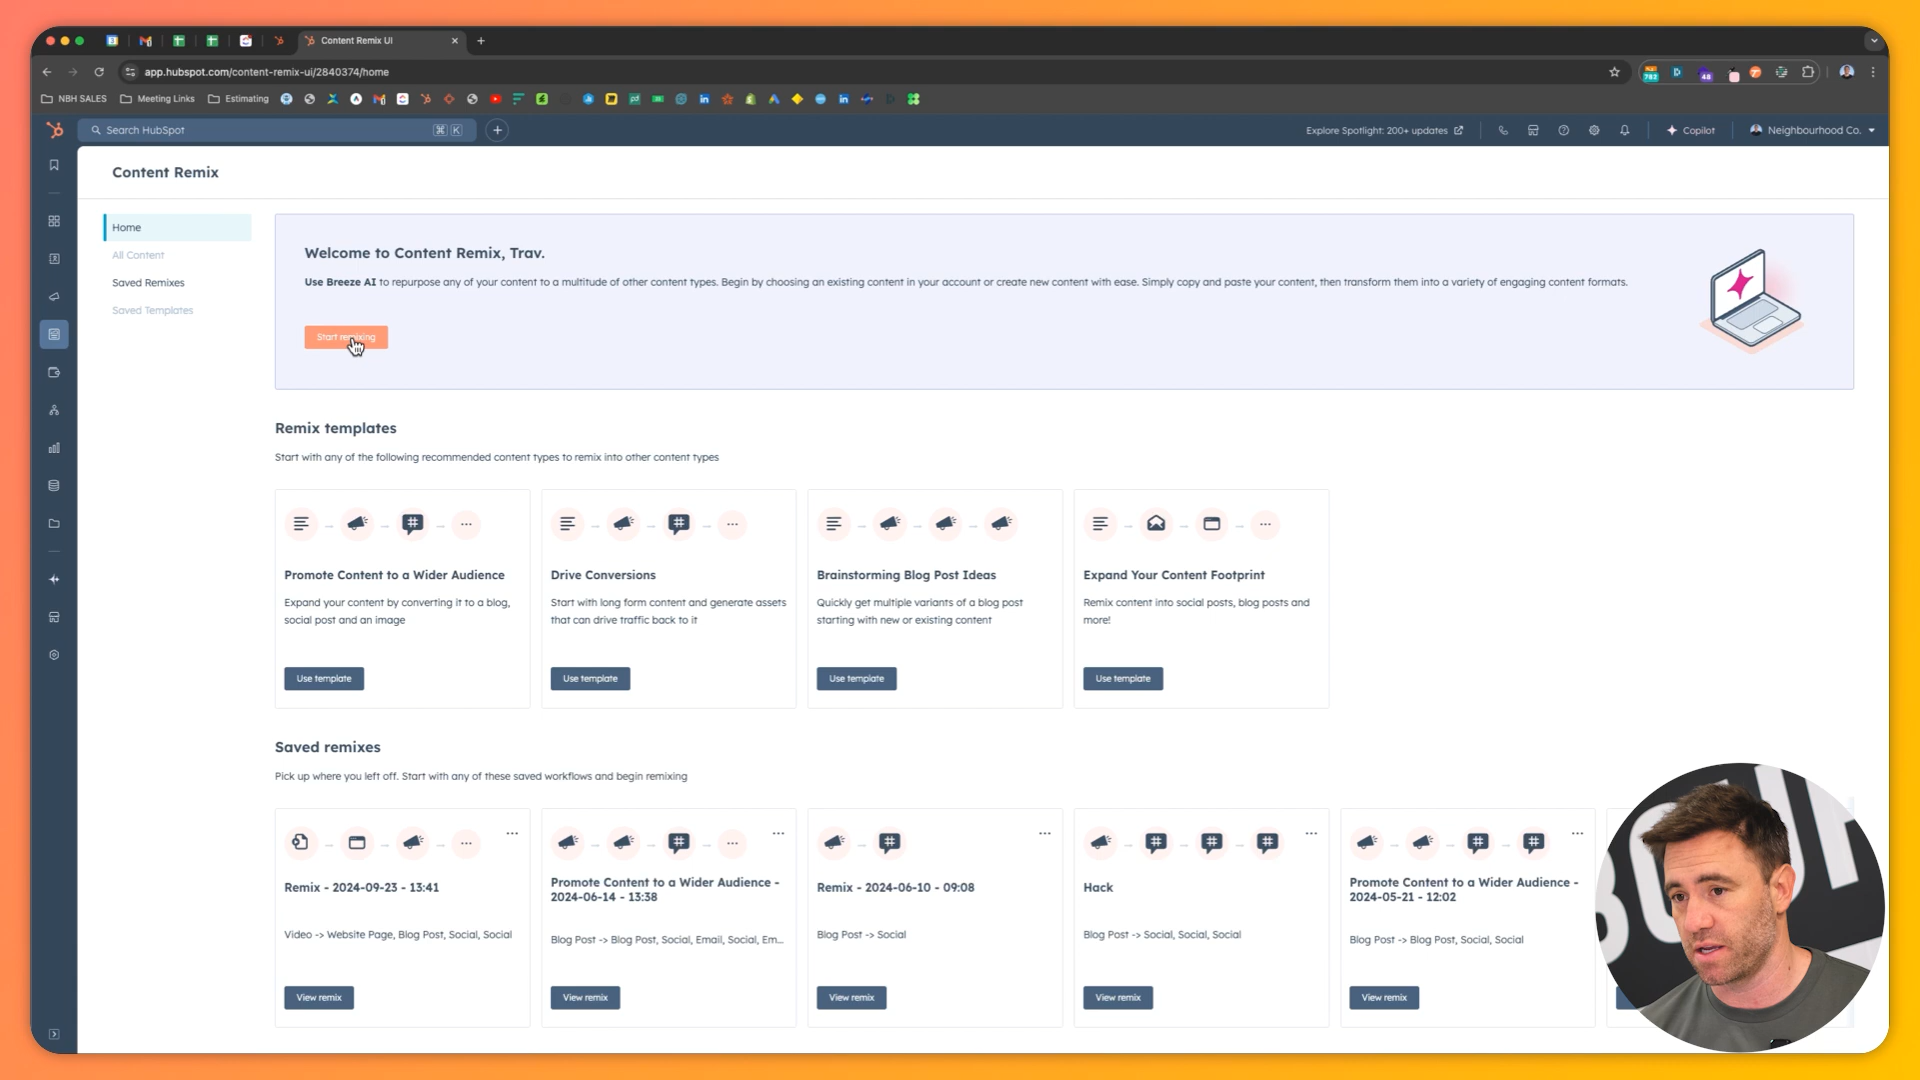 Content Remix UI
app.hubspot.com/content-remix-ui/2840374/home
NBH SALES
Meeting Links
Estimating
Search HubSpot
⌘ K
Explore Spotlight: 200+ updates
Copilot
Neighbourhood Co.
Content Remix
Home
All Content
Saved Remixes
Saved Templates
Welcome to Content Remix, Trav.
Use Breeze AI to repurpose any of your content to a multitude of other content types. Begin by choosing an existing content in your account or create new content with ease. Simply copy and paste your content, then transform them into a variety of engaging content formats.
Start remixing
Remix templates
Start with any of the following recommended content types to remix into other content types
Promote Content to a Wider Audience
Expand your content by converting it to a blog,
social post and an image
Use template
Drive Conversions
Start with long form content and generate assets
that can drive traffic back to it
Use template
Brainstorming Blog Post Ideas
Quickly get multiple variants of a blog post
starting with new or existing content
Use template
Expand Your Content Footprint
Remix content into social posts, blog posts and
more!
Use template
Saved remixes
Pick up where you left off. Start with any of these saved workflows and begin remixing
Remix - 2024-09-23 - 13:41
Video -> Website Page, Blog Post, Social, Social
View remix
Promote Content to a Wider Audience -
2024-06-14 - 13:38
Blog Post -> Blog Post, Social, Email, Social, Em...
View remix
Remix - 2024-06-10 - 09:08
Blog Post -> Social
View remix
Hack
Blog Post -> Social, Social, Social
View remix
Promote Content to a Wider Audience -
2024-05-21 - 12:02
Blog Post -> Blog Post, Social, Social
View remix